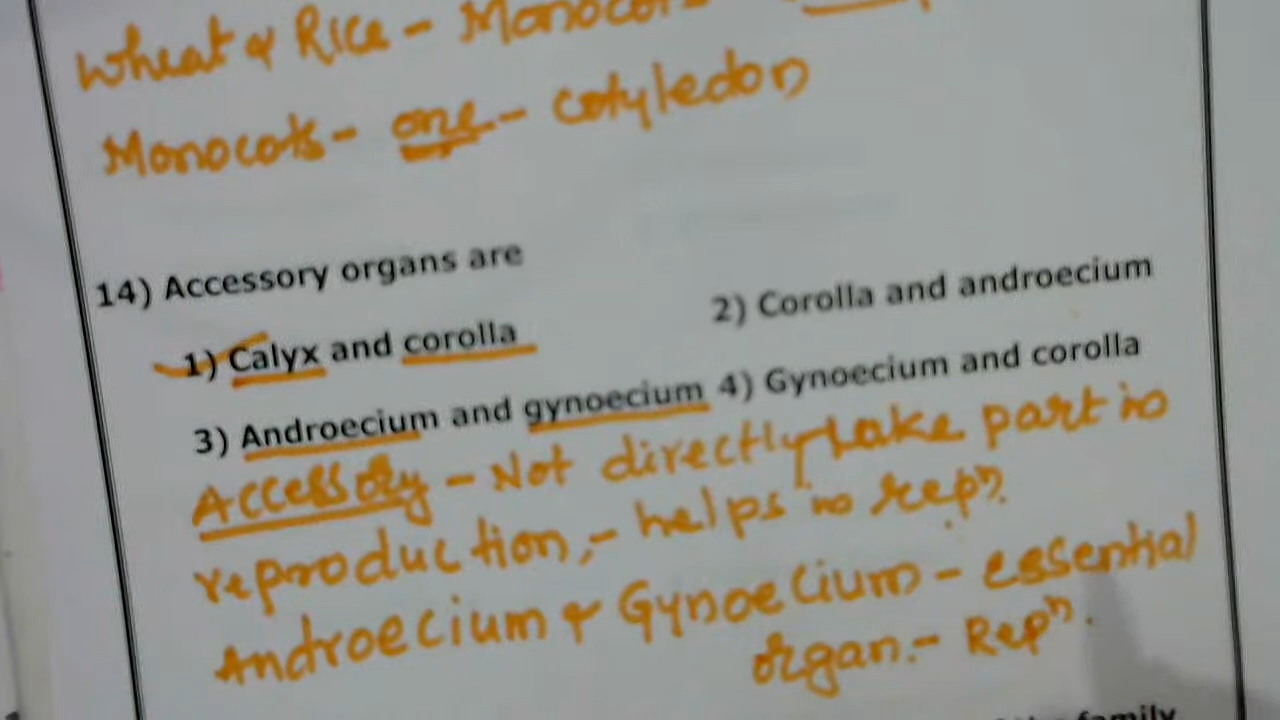 Wheat & Rice - Monocots
Monocots - one - cotyledon
14) Accessory organs are
1) Calyx and corolla 2) Corolla and androecium
3) Androecium and gynoecium 4) Gynoecium and corolla
Accessory - Not directly take part in
reproduction, - helps in repn.
Androecium & Gynoecium - essential
organ. - Repn.
family